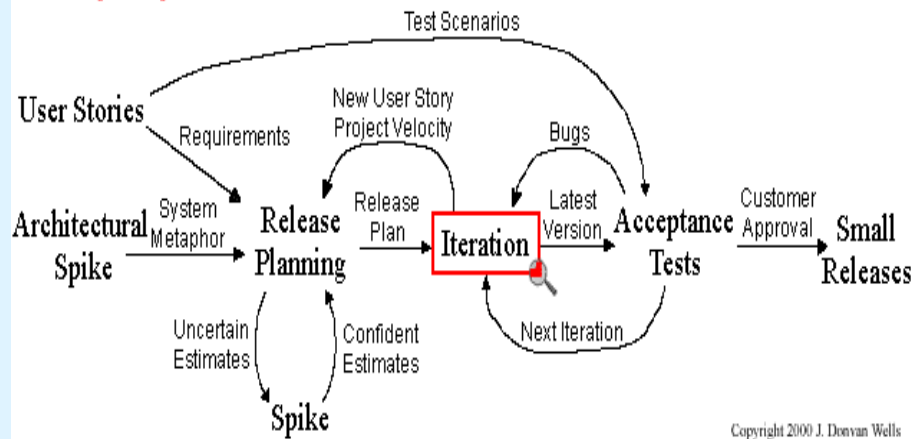 Test Scenarios
User Stories
New User Story
Project Velocity
Requirements
Bugs
Architectural
Spike
System
Metaphor
Release
Planning
Release
Plan
Iteration
Latest
Version
Acceptance
Tests
Customer
Approval
Small
Releases
Uncertain
Estimates
Confident
Estimates
Next Iteration
Spike
Copyright 2000 J. Donvan Wells